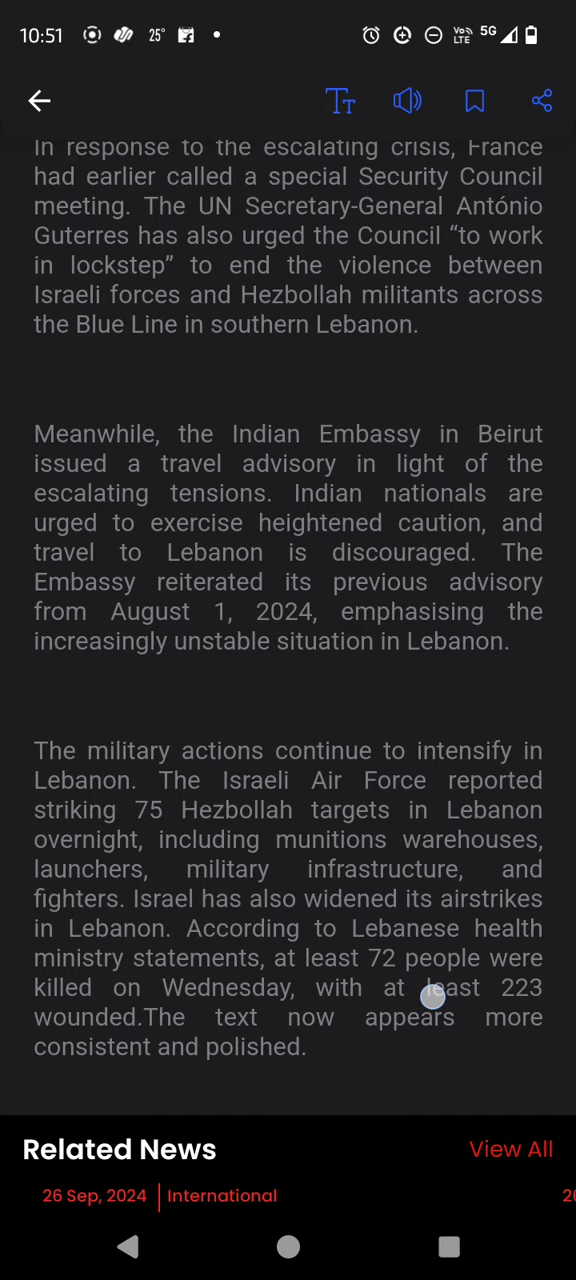 10:51
25°
Vo))
LTE
5G
TT
In response to the escalating crisis, France
had earlier called a special Security Council
meeting. The UN Secretary-General António
Guterres has also urged the Council “to work
in lockstep” to end the violence between
Israeli forces and Hezbollah militants across
the Blue Line in southern Lebanon.
Meanwhile, the Indian Embassy in Beirut
issued a travel advisory in light of the
escalating tensions. Indian nationals are
urged to exercise heightened caution, and
travel to Lebanon is discouraged. The
Embassy reiterated its previous advisory
from August 1, 2024, emphasising the
increasingly unstable situation in Lebanon.
The military actions continue to intensify in
Lebanon. The Israeli Air Force reported
striking 75 Hezbollah targets in Lebanon
overnight, including munitions warehouses,
launchers, military infrastructure, and
fighters. Israel has also widened its airstrikes
in Lebanon. According to Lebanese health
ministry statements, at least 72 people were
killed on Wednesday, with at least 223
wounded.The text now appears more
consistent and polished.
Related News
View All
26 Sep, 2024 | International
26